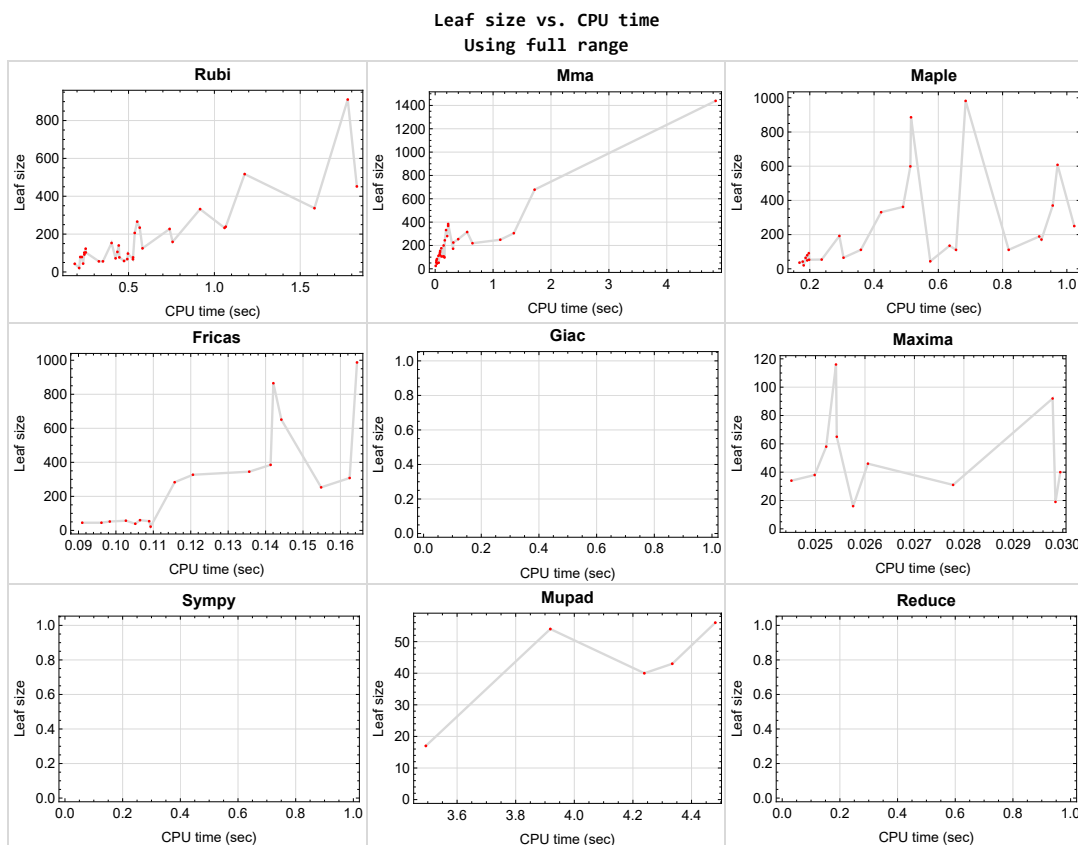 Leaf size vs. CPU time
Using full range
Rubi
Leaf size
800
600
400
200
0
0.5 1.0 1.5
CPU time (sec)
Mma
Leaf size
1400
1200
1000
800
600
400
200
0
0 1 2 3 4 5
CPU time (sec)
Maple
Leaf size
1000
800
600
400
200
0
0.2 0.4 0.6 0.8 1.0
CPU time (sec)
Fricas
Leaf size
1000
800
600
400
200
0
0.09 0.10 0.11 0.12 0.13 0.14 0.15 0.16
CPU time (sec)
Giac
Leaf size
1.0
0.8
0.6
0.4
0.2
0.0
0.0 0.2 0.4 0.6 0.8 1.0
CPU time (sec)
Maxima
Leaf size
120
100
80
60
40
20
0
0.025 0.026 0.027 0.028 0.029 0.030
CPU time (sec)
Sympy
Leaf size
1.0
0.8
0.6
0.4
0.2
0.0
0.0 0.2 0.4 0.6 0.8 1.0
CPU time (sec)
Mupad
Leaf size
50
40
30
20
10
0
3.6 3.8 4.0 4.2 4.4
CPU time (sec)
Reduce
Leaf size
1.0
0.8
0.6
0.4
0.2
0.0
0.0 0.2 0.4 0.6 0.8 1.0
CPU time (sec)